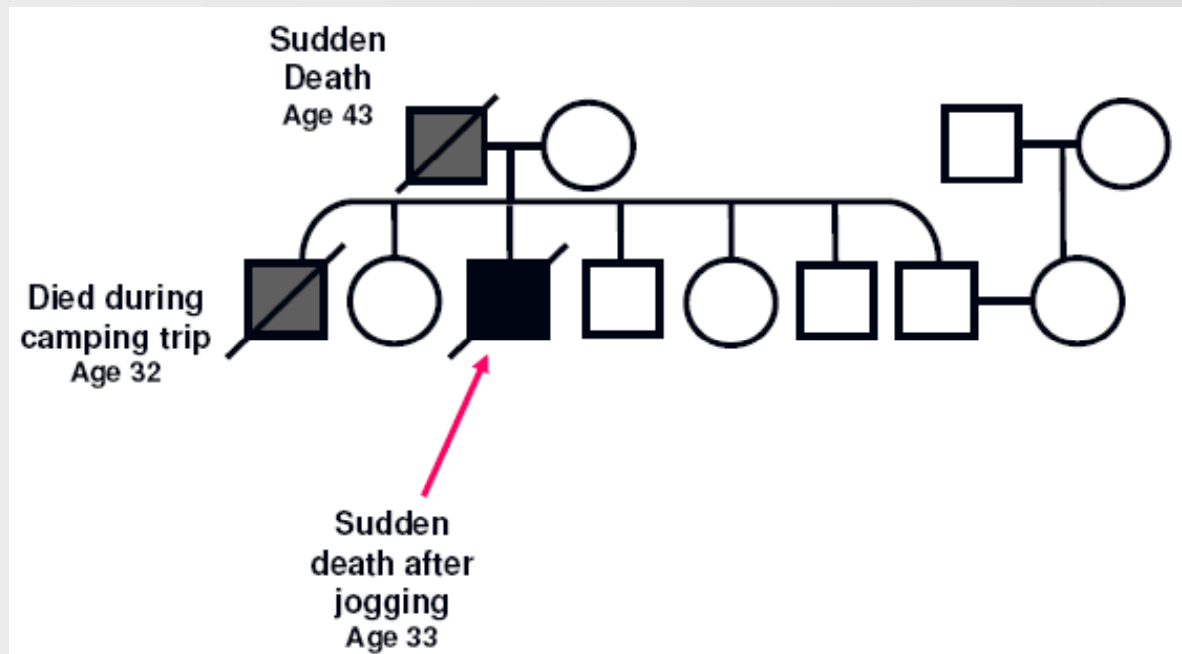 Sudden
Death
Age 43
Died during
camping trip
Age 32
Sudden
death after
jogging
Age 33